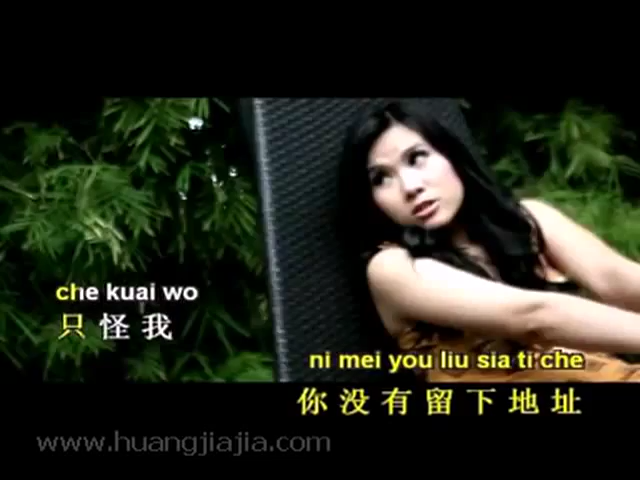 che kuai wo
只怪我
ni mei you liu sia ti che
你没有留下地址
www.huangjiajia.com